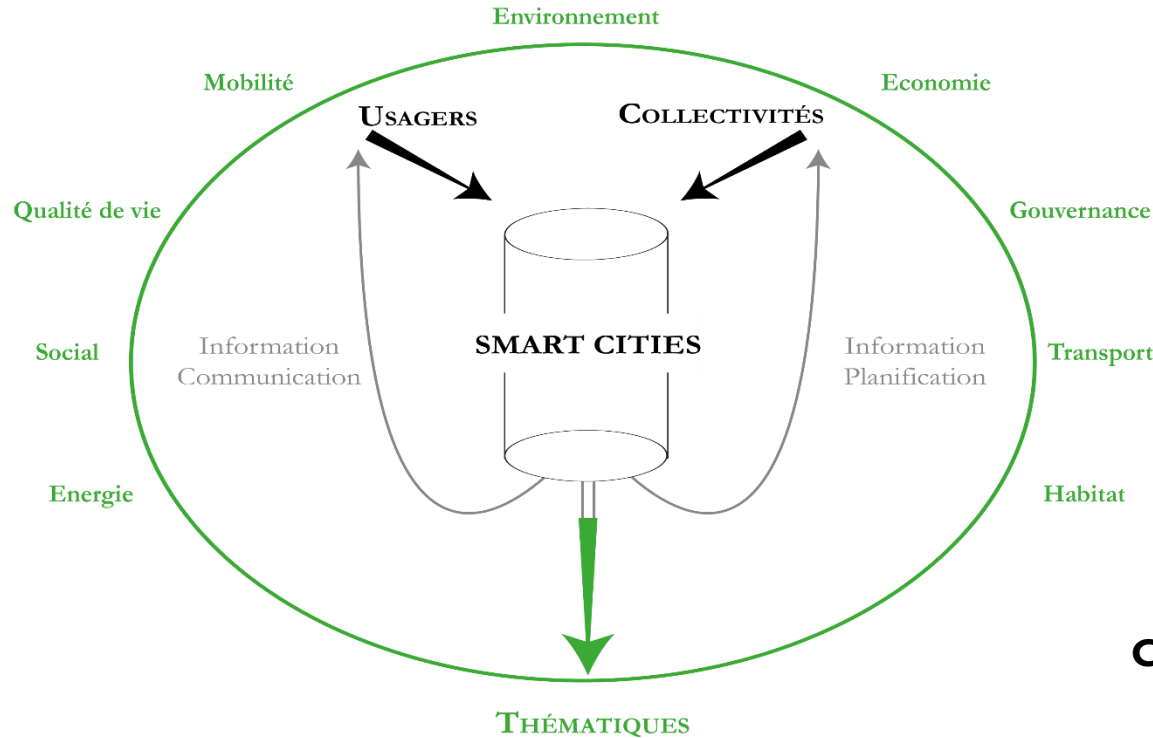 Environnement
Mobilité
Economie
USAGERS
COLLECTIVITÉS
Qualité de vie
Gouvernance
SMART CITIES
Social
Information
Communication
Information
Planification
Transport
Energie
Habitat
THÉMATIQUES